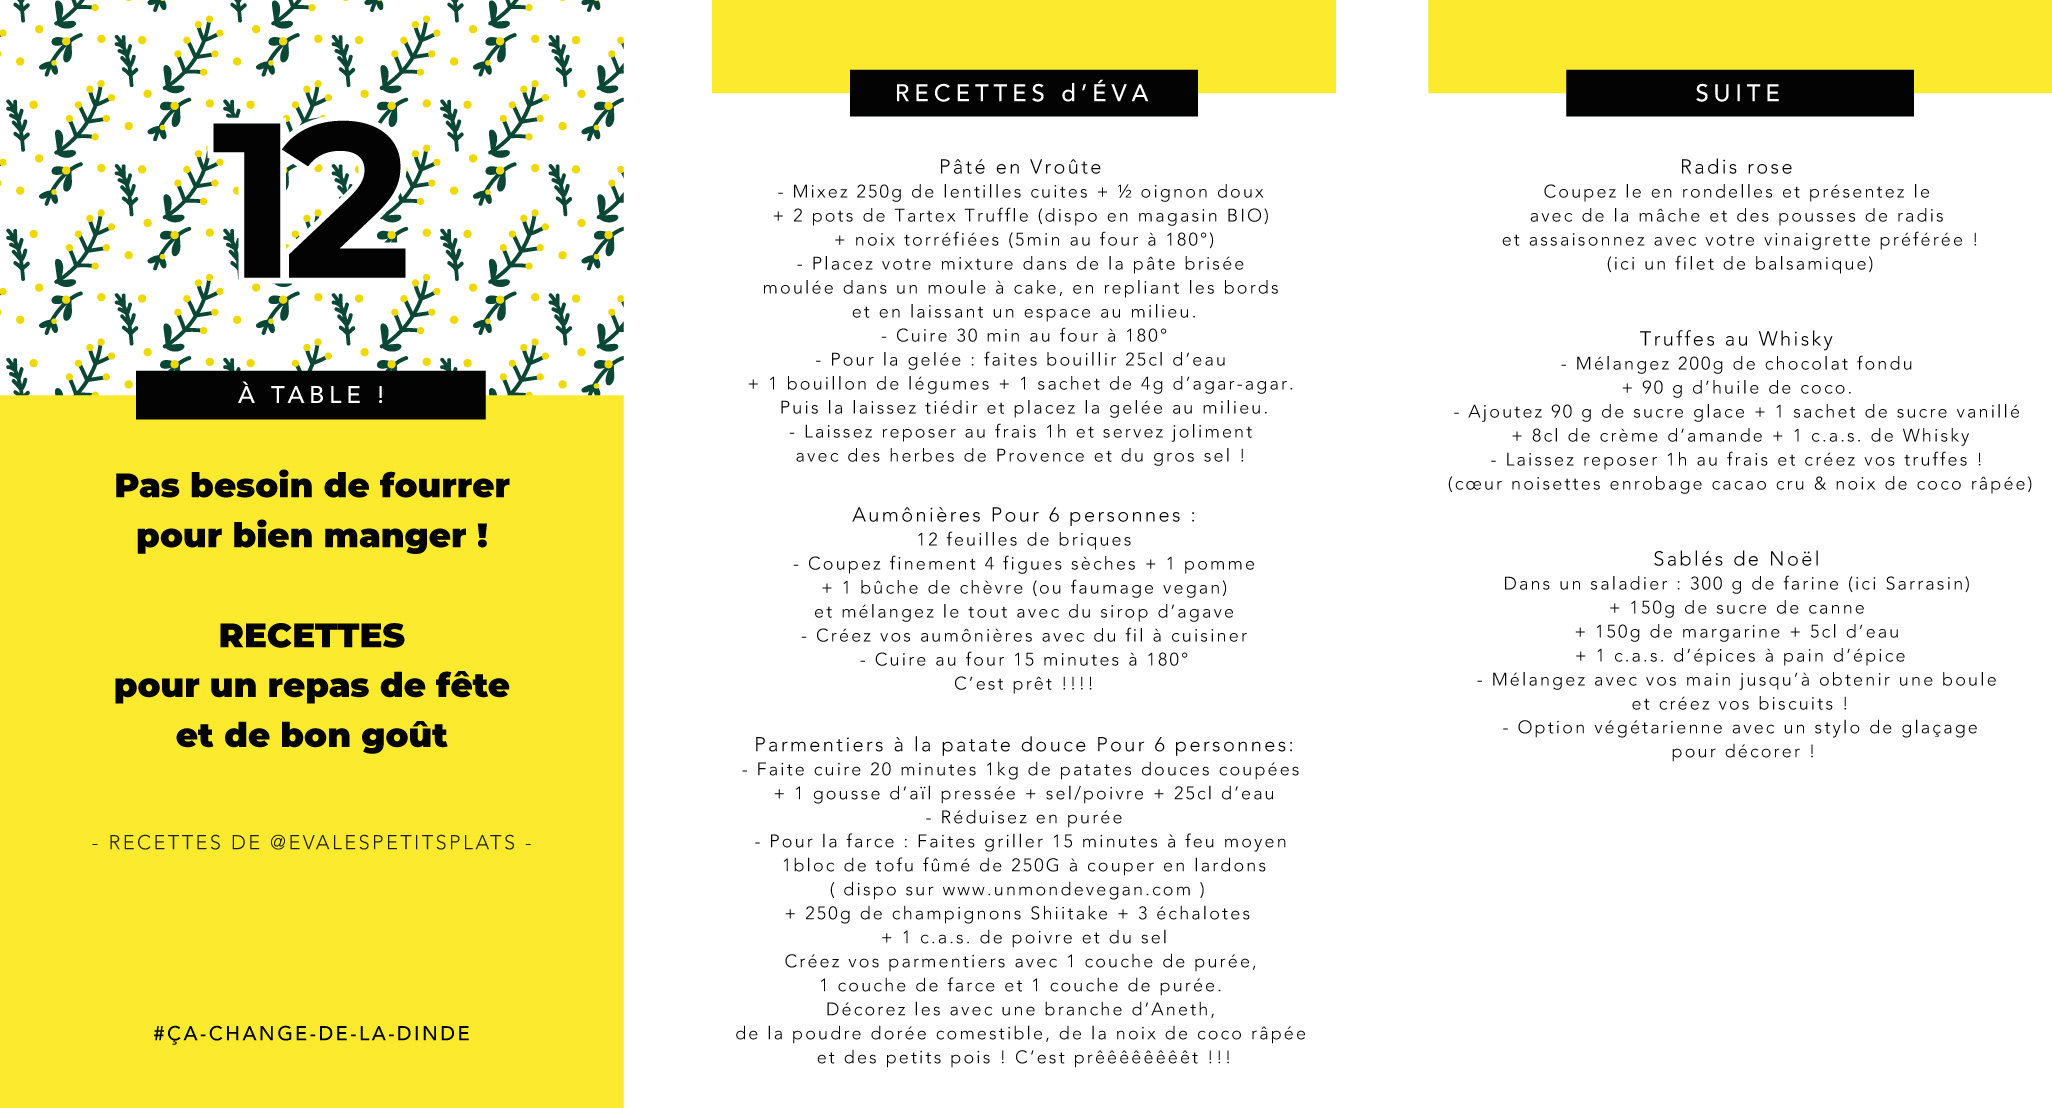 12
À TABLE !
Pas besoin de fourrer
pour bien manger !
RECETTES
pour un repas de fête
et de bon goût
- RECETTES DE @EVALESPETITSPLATS -
#ÇA-CHANGE-DE-LA-DINDE
RECETTES d’ÉVA
Pâté en Vroûte
- Mixez 250g de lentilles cuites + ½ oignon doux
+ 2 pots de Tartex Truffle (dispo en magasin BIO)
+ noix torréfiées (5min au four à 180°)
- Placez votre mixture dans de la pâte brisée
moulée dans un moule à cake, en repliant les bords
et en laissant un espace au milieu.
- Cuire 30 min au four à 180°
- Pour la gelée : faites bouillir 25cl d’eau
+ 1 bouillon de légumes + 1 sachet de 4g d’agar-agar.
Puis la laissez tiédir et placez la gelée au milieu.
- Laissez reposer au frais 1h et servez joliment
avec des herbes de Provence et du gros sel !
Aumônières Pour 6 personnes :
12 feuilles de briques
- Coupez finement 4 figues sèches + 1 pomme
+ 1 bûche de chèvre (ou faumage vegan)
et mélangez le tout avec du sirop d’agave
- Créez vos aumônières avec du fil à cuisiner
- Cuire au four 15 minutes à 180°
C’est prêt !!!!
Parmentiers à la patate douce Pour 6 personnes:
- Faite cuire 20 minutes 1kg de patates douces coupées
+ 1 gousse d’aïl pressée + sel/poivre + 25cl d’eau
- Réduisez en purée
- Pour la farce : Faites griller 15 minutes à feu moyen
1bloc de tofu fûmé de 250G à couper en lardons
( dispo sur www.unmondevegan.com )
+ 250g de champignons Shiitake + 3 échalotes
+ 1 c.a.s. de poivre et du sel
Créez vos parmentiers avec 1 couche de purée,
1 couche de farce et 1 couche de purée.
Décorez les avec une branche d’Aneth,
de la poudre dorée comestible, de la noix de coco râpée
et des petits pois ! C’est prêêêêêêêêêt !!!
SUITE
Radis rose
Coupez le en rondelles et présentez le
avec de la mâche et des pousses de radis
et assaisonnez avec votre vinaigrette préférée !
(ici un filet de balsamique)
Truffes au Whisky
- Mélangez 200g de chocolat fondu
+ 90 g d’huile de coco.
- Ajoutez 90 g de sucre glace + 1 sachet de sucre vanillé
+ 8cl de crème d’amande + 1 c.a.s. de Whisky
- Laissez reposer 1h au frais et créez vos truffes !
(cœur noisettes enrobage cacao cru & noix de coco râpée)
Sablés de Noël
Dans un saladier : 300 g de farine (ici Sarrasin)
+ 150g de sucre de canne
+ 150g de margarine + 5cl d’eau
+ 1 c.a.s. d’épices à pain d’épice
- Mélangez avec vos main jusqu’à obtenir une boule
et créez vos biscuits !
- Option végétarienne avec un stylo de glaçage
pour décorer !